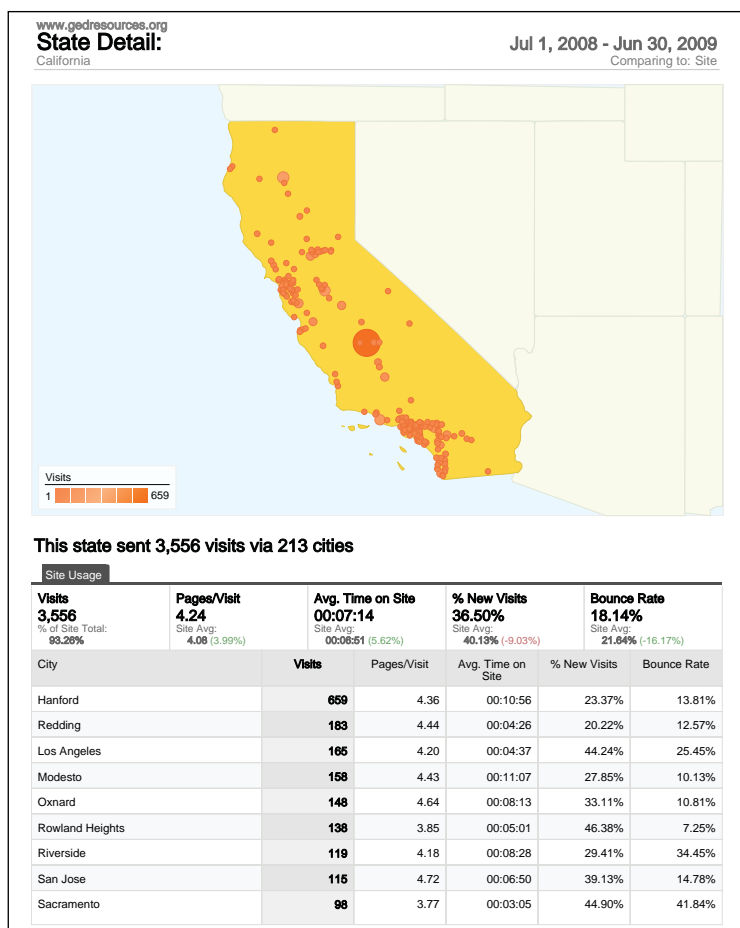 www.gedresources.org
State Detail:
California
Jul 1, 2008 - Jun 30, 2009
Comparing to: Site
Visits
1 659
This state sent 3,556 visits via 213 cities
Site Usage
Visits Pages/Visit Avg. Time on Site % New Visits Bounce Rate
3,556 4.24 00:07:14 36.50% 18.14%
% of Site Total: Site Avg: Site Avg: Site Avg: Site Avg:
93.26% 4.08 (3.99%) 00:06:51 (5.62%) 40.13% (-9.03%) 21.64% (-16.17%)
City Visits Pages/Visit Avg. Time on Site % New Visits Bounce Rate
Hanford 659 4.36 00:10:56 23.37% 13.81%
Redding 183 4.44 00:04:26 20.22% 12.57%
Los Angeles 165 4.20 00:04:37 44.24% 25.45%
Modesto 158 4.43 00:11:07 27.85% 10.13%
Oxnard 148 4.64 00:08:13 33.11% 10.81%
Rowland Heights 138 3.85 00:05:01 46.38% 7.25%
Riverside 119 4.18 00:08:28 29.41% 34.45%
San Jose 115 4.72 00:06:50 39.13% 14.78%
Sacramento 98 3.77 00:03:05 44.90% 41.84%